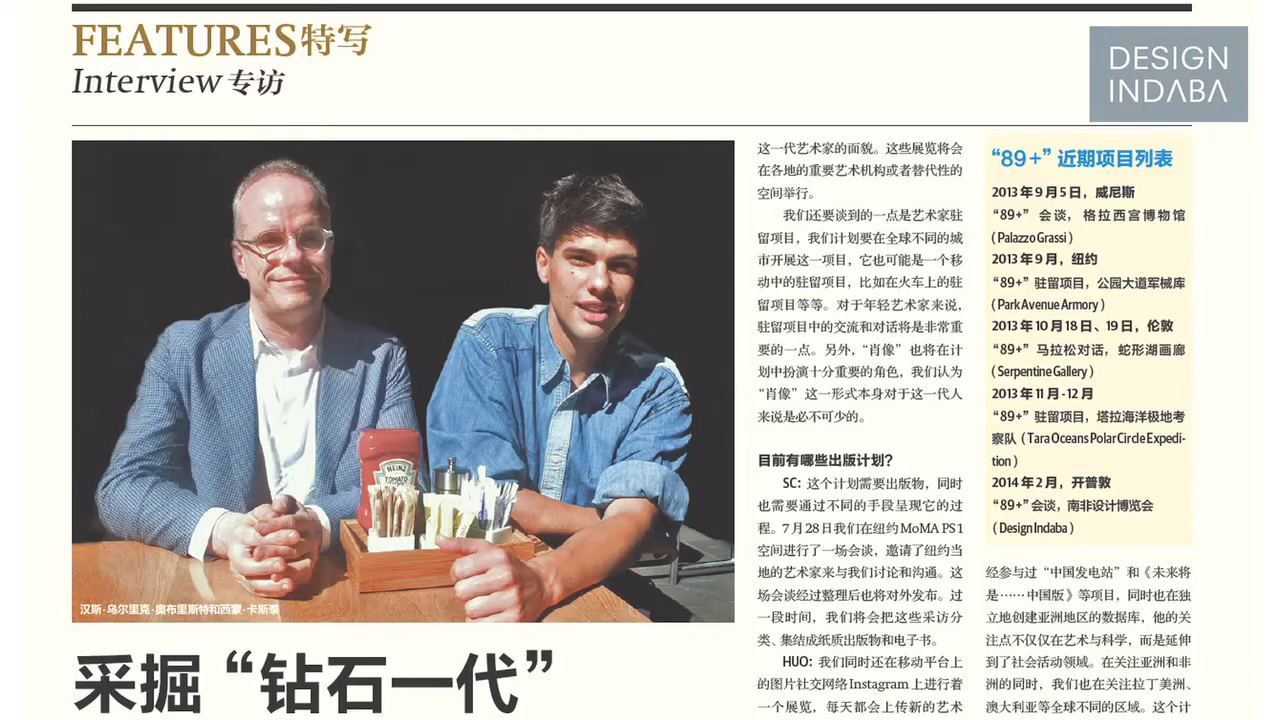 FEATURES特写
Interview专访
DESIGN
INDABA
HEINZ
TOMATO
汉斯·乌尔里克·奥布里斯特和西蒙·卡斯泰
采掘“钻石一代”
这一代艺术家的面貌。这些展览将会
在各地的重要艺术机构或者替代性的
空间举行。
我们还要谈到的一点是艺术家驻
留项目，我们计划要在全球不同的城
市开展这一项目，它也可能是一个移
动中的驻留项目，比如在火车上的驻
留项目等等。对于年轻艺术家来说，
驻留项目中的交流和对话将是非常重
要的一点。另外，“肖像”也将在计
划中扮演十分重要的角色，我们认为
“肖像”这一形式本身对于这一代人
来说是必不可少的。
目前有哪些出版计划?
SC: 这个计划需要出版物，同时
也需要通过不同的手段呈现它的过
程。7月28日我们在纽约MoMA PS1
空间进行了一场会谈，邀请了纽约当
地的艺术家来与我们讨论和沟通。这
场会谈经过整理后也将对外发布。过
一段时间，我们将会把这些采访分
类、集结成纸质出版物和电子书。
HUO: 我们同时还在移动平台上
的图片社交网络Instagram上进行着
一个展览，每天都会上传新的艺术
“89+”近期项目列表
2013年9月5日，威尼斯
“89+”会谈，格拉西宫博物馆
(Palazzo Grassi)
2013年9月，纽约
“89+”驻留项目，公园大道军械库
(Park Avenue Armory)
2013年10月18日、19日，伦敦
“89+”马拉松对话，蛇形湖画廊
(Serpentine Gallery)
2013年11月-12月
“89+”驻留项目，塔拉海洋极地考
察队 (Tara Oceans Polar Circle Expedi-
tion)
2014年2月，开普敦
“89+”会谈，南非设计博览会
(Design Indaba)
经参与过“中国发电站”和《未来将
是……中国版》等项目，同时也在独
立地创建亚洲地区的数据库，他的关
注点不仅仅在艺术与科学，而是延伸
到了社会活动领域。在关注亚洲和非
洲的同时，我们也在关注拉丁美洲、
澳大利亚等全球不同的区域。这个计